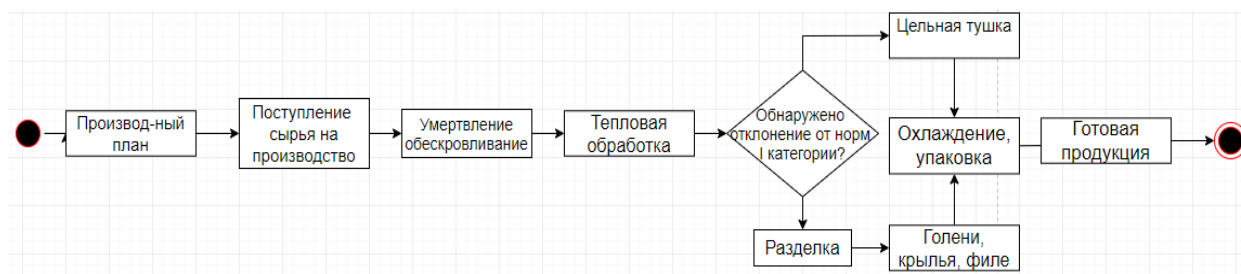 Производ-ный
план
Поступление
сырья на
производство
Умертвление
обескровливание
Тепловая
обработка
Обнаружено
отклонение от норм
I категории?
Цельная тушка
Разделка
Голени,
крылья, филе
Охлаждение,
упаковка
Готовая
продукция